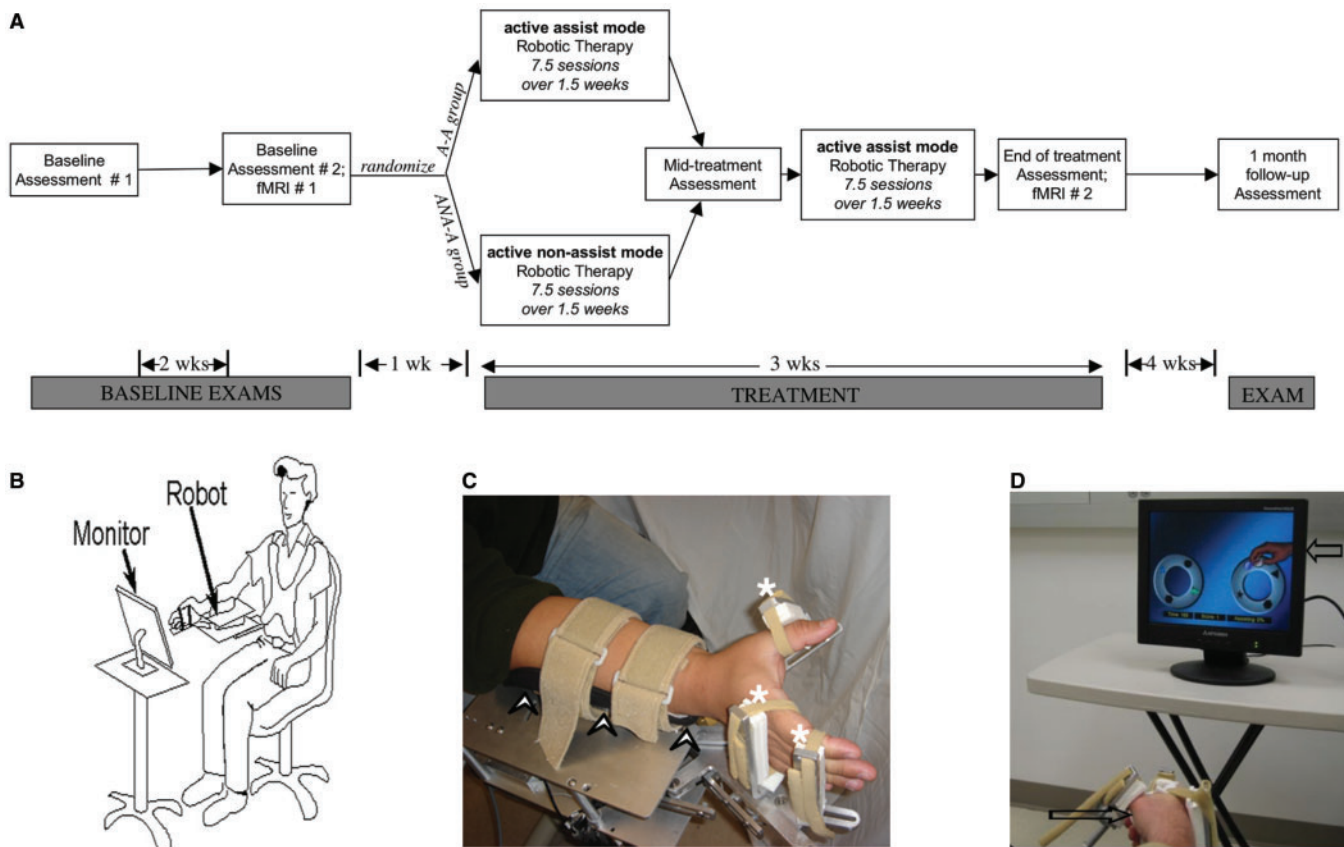 A
active assist mode
Robotic Therapy
7.5 sessions
over 1.5 weeks
Baseline
Assessment # 1
Baseline
Assessment # 2;
fMRI # 1
randomize
A-A group
ANA-A group
active non-assist mode
Robotic Therapy
7.5 sessions
over 1.5 weeks
Mid-treatment
Assessment
active assist mode
Robotic Therapy
7.5 sessions
over 1.5 weeks
End of treatment
Assessment;
fMRI # 2
1 month
follow-up
Assessment
2 wks
1 wk
3 wks
4 wks
BASELINE EXAMS
TREATMENT
EXAM
B
Robot
Monitor
C
*
**
*
D